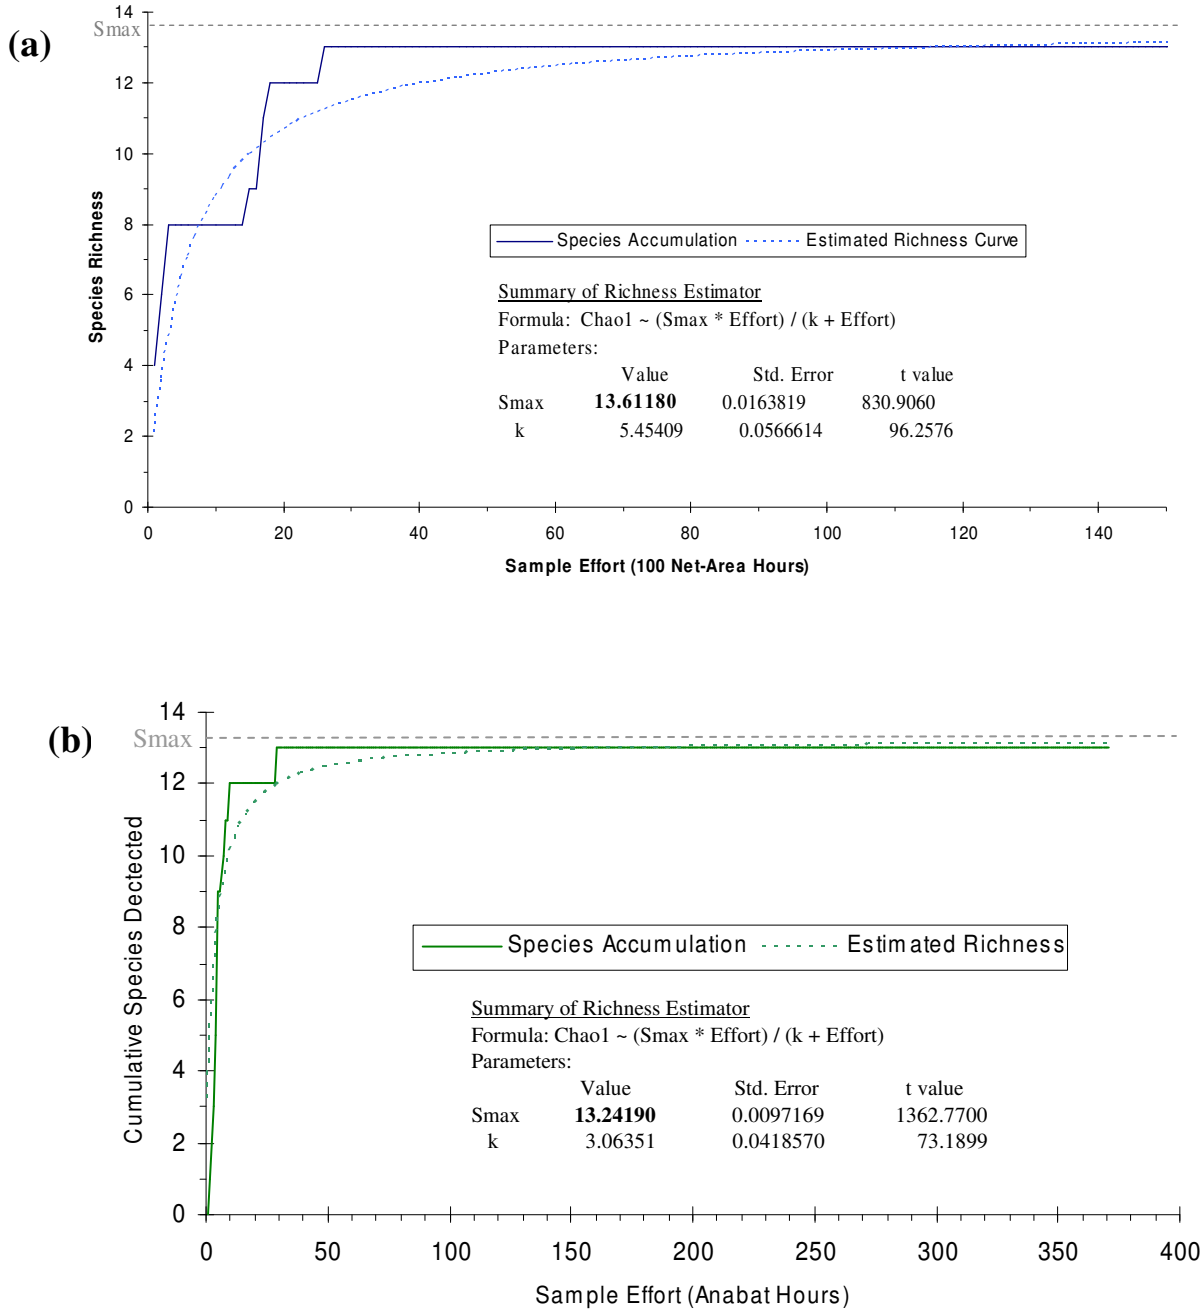 (a)
14
Smax
12
10
8
6
4
2
0
Species Richness
0 20 40 60 80 100 120 140
Sample Effort (100 Net-Area Hours)
Species Accumulation Estimated Richness Curve
Summary of Richness Estimator
Formula: Chao1 ~ (Smax * Effort) / (k + Effort)
Parameters:
Value Std. Error t value
Smax 13.61180 0.0163819 830.9060
k 5.45409 0.0566614 96.2576
(b)
14
Smax
12
10
8
6
4
2
0
Cumulative Species Dectected
0 50 100 150 200 250 300 350 400
Sample Effort (Anabat Hours)
Species Accumulation Estimated Richness
Summary of Richness Estimator
Formula: Chao1 ~ (Smax * Effort) / (k + Effort)
Parameters:
Value Std. Error t value
Smax 13.24190 0.0097169 1362.7700
k 3.06351 0.0418570 73.1899